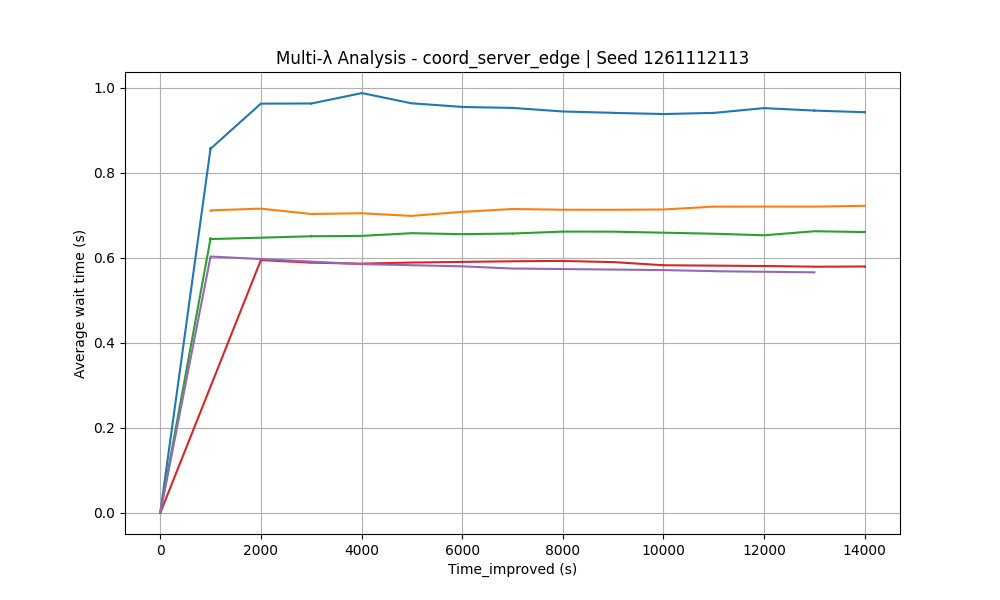 Multi-λ Analysis - coord_server_edge | Seed 1261112113
1.0
0.8
0.6
0.4
0.2
0.0
Average wait time (s)
0 2000 4000 6000 8000 10000 12000 14000
Time_improved (s)